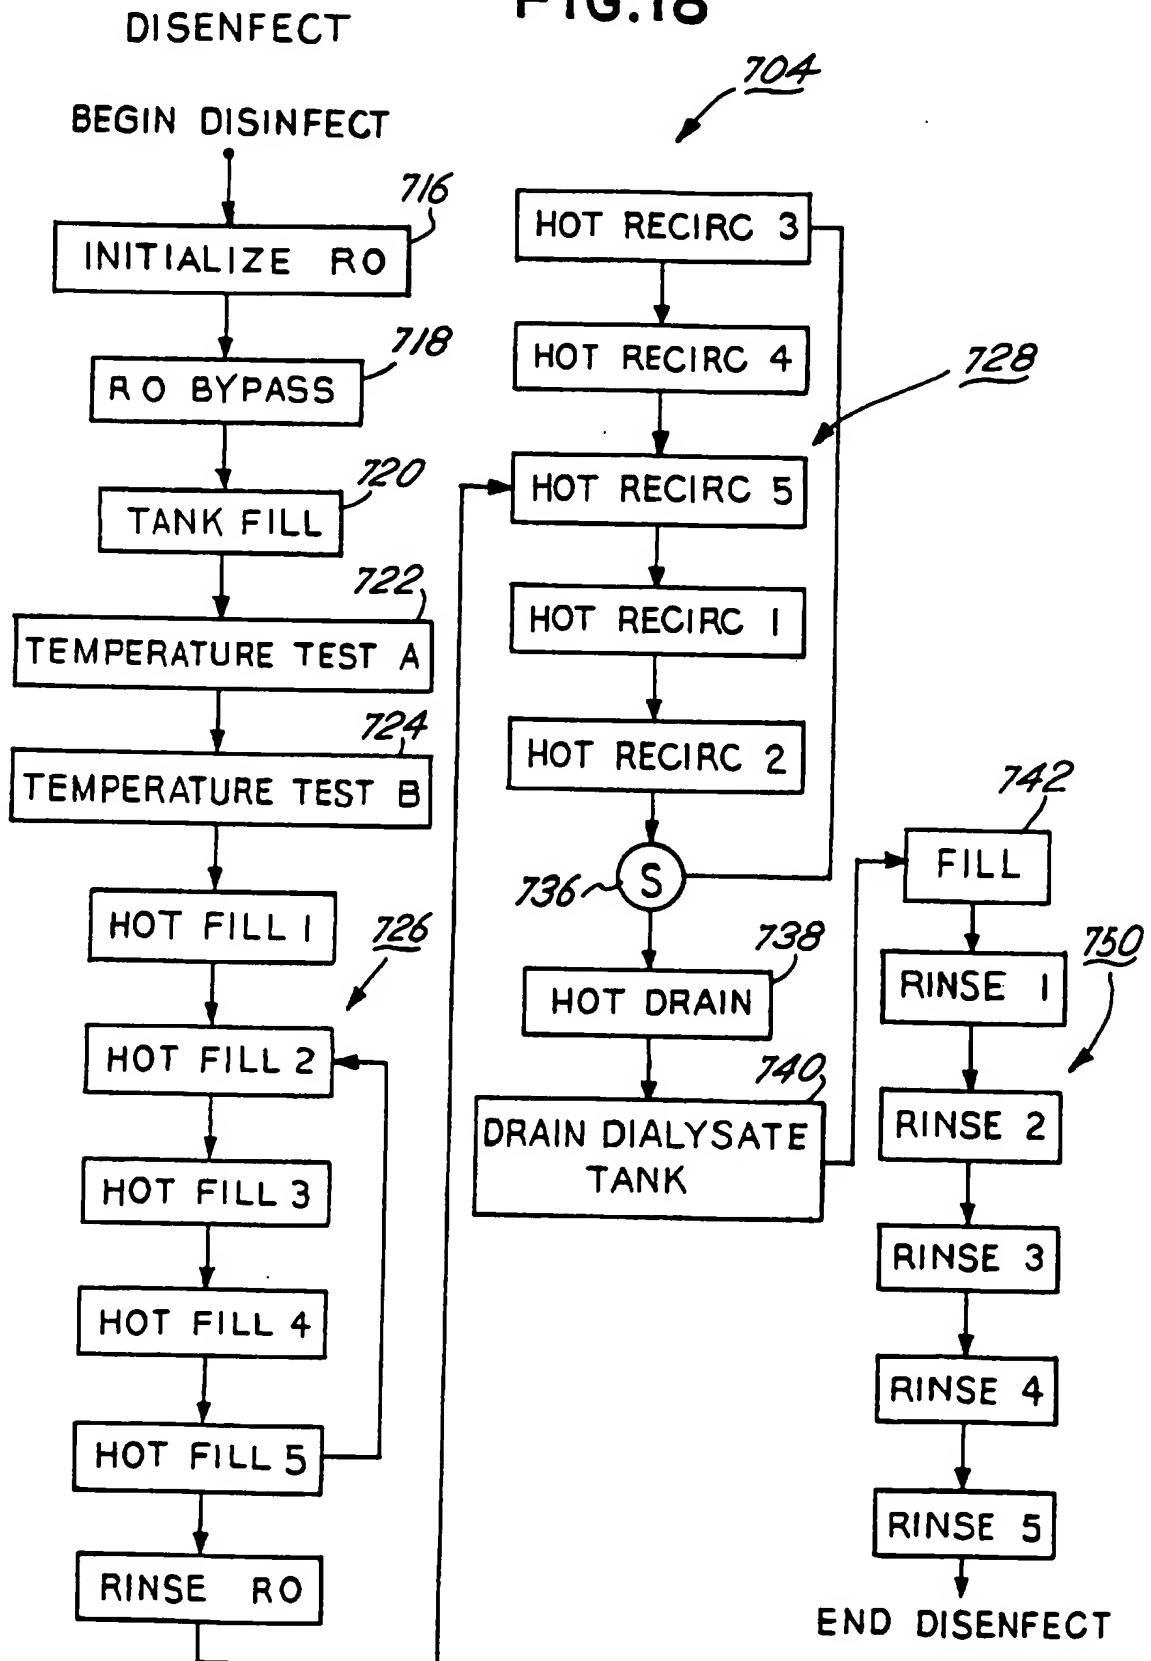 FIG.18
DISENFECT
BEGIN DISINFECT
716
INITIALIZE RO
718
RO BYPASS
720
TANK FILL
722
TEMPERATURE TEST A
724
TEMPERATURE TEST B
HOT FILL 1
726
HOT FILL 2
HOT FILL 3
HOT FILL 4
HOT FILL 5
RINSE RO
704
HOT RECIRC 3
HOT RECIRC 4
728
HOT RECIRC 5
HOT RECIRC 1
HOT RECIRC 2
736
S
738
HOT DRAIN
740
DRAIN DIALYSATE
TANK
742
FILL
750
RINSE 1
RINSE 2
RINSE 3
RINSE 4
RINSE 5
END DISENFECT